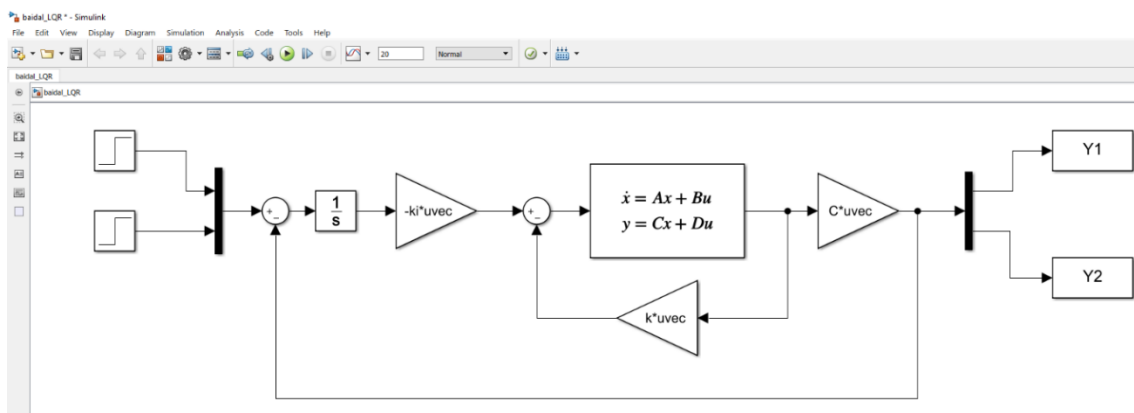 baidal_LQR * - Simulink
File Edit View Display Diagram Simulation Analysis Code Tools Help
20 Normal
baidal_LQR
baidal_LQR
Y1
ẋ = Ax + Bu
y = Cx + Du
+_
1
s
-ki*uvec
+_
C*uvec
k*uvec
Y2